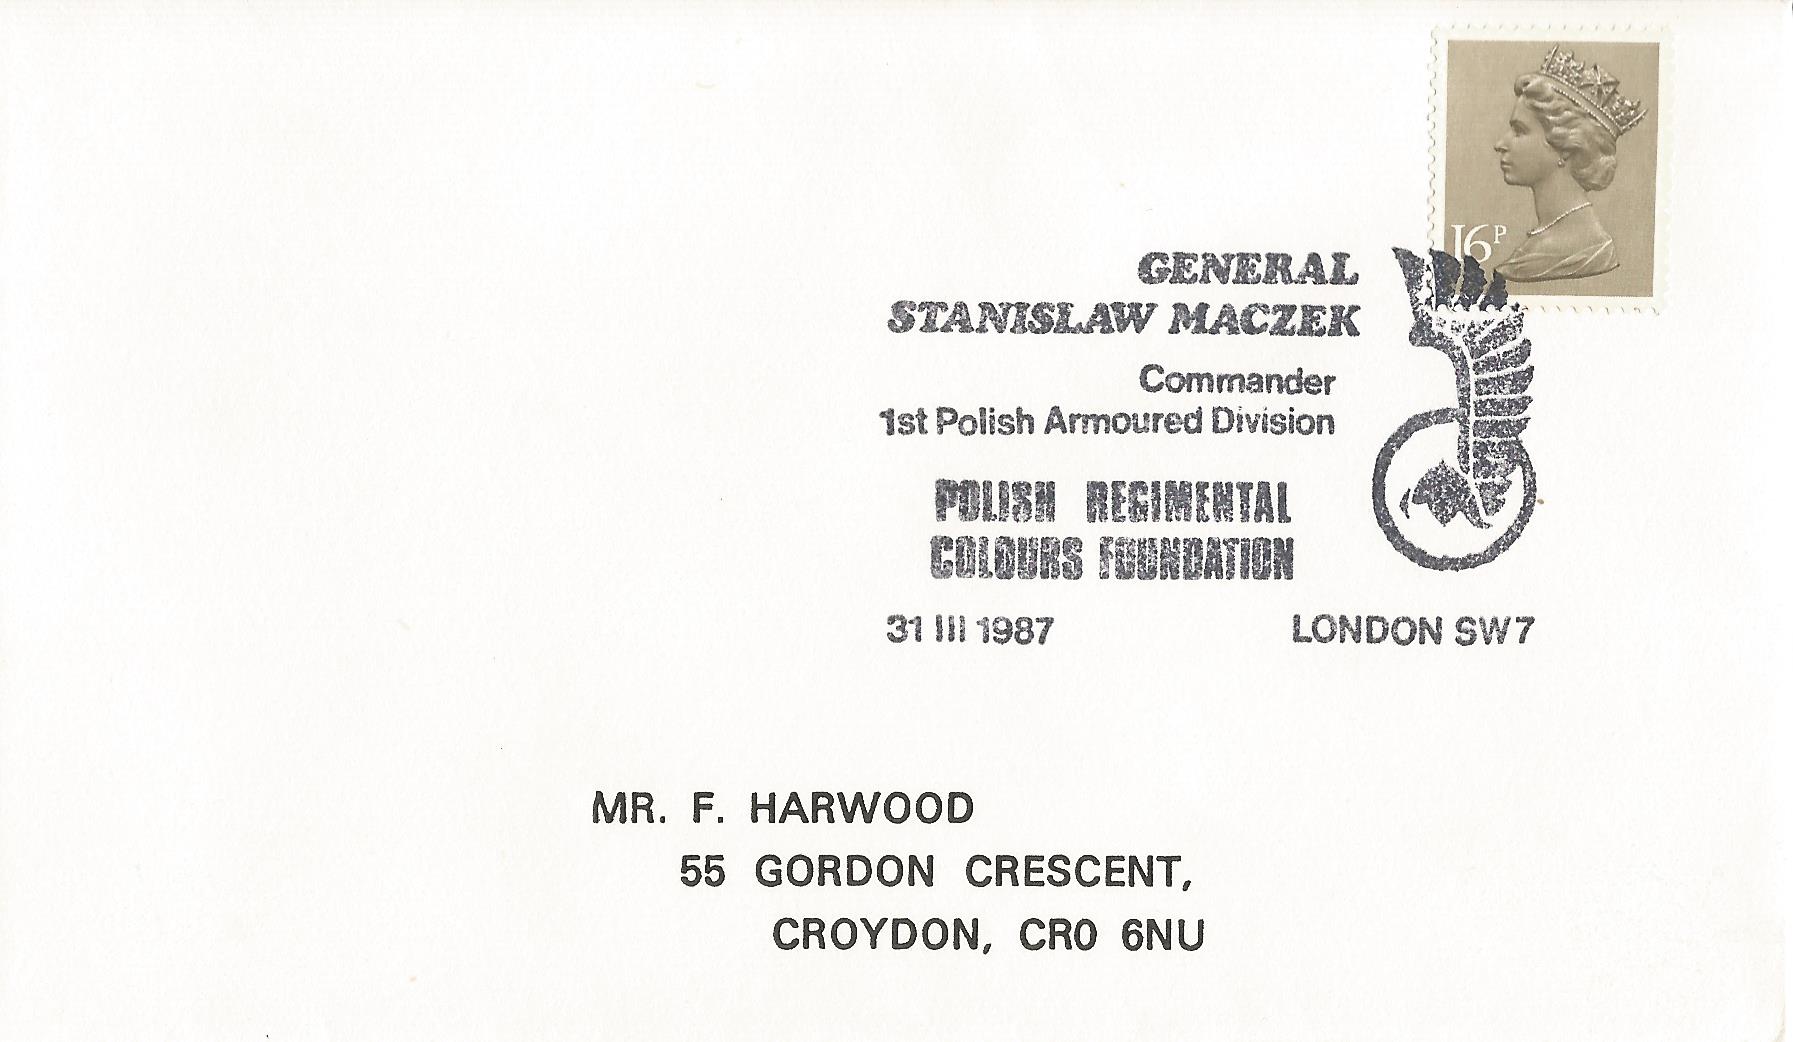 16P
GENERAL
STANISLAW MACZEK
Commander
1st Polish Armoured Division
POLISH REGIMENTAL
COLOURS FOUNDATION
31 III 1987 LONDON SW7
MR. F. HARWOOD
55 GORDON CRESCENT,
CROYDON, CR0 6NU